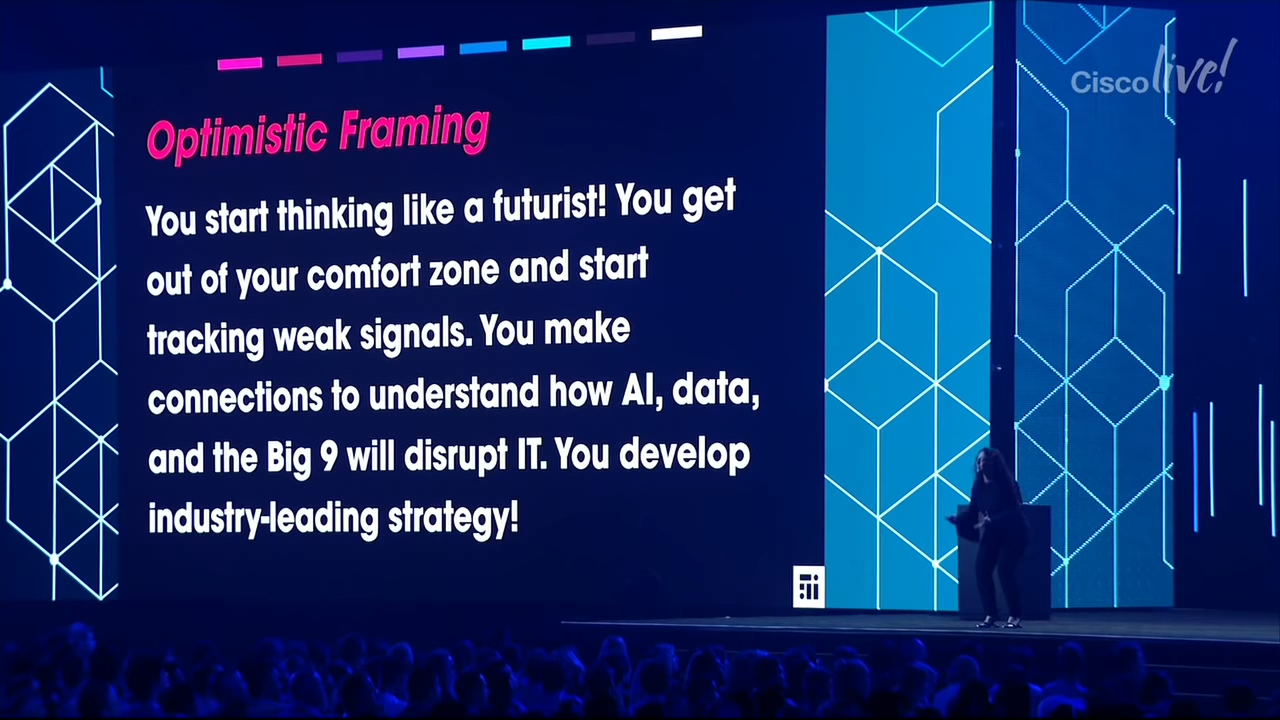 Cisco live!
Optimistic Framing
You start thinking like a futurist! You get
out of your comfort zone and start
tracking weak signals. You make
connections to understand how AI, data,
and the Big 9 will disrupt IT. You develop
industry-leading strategy!